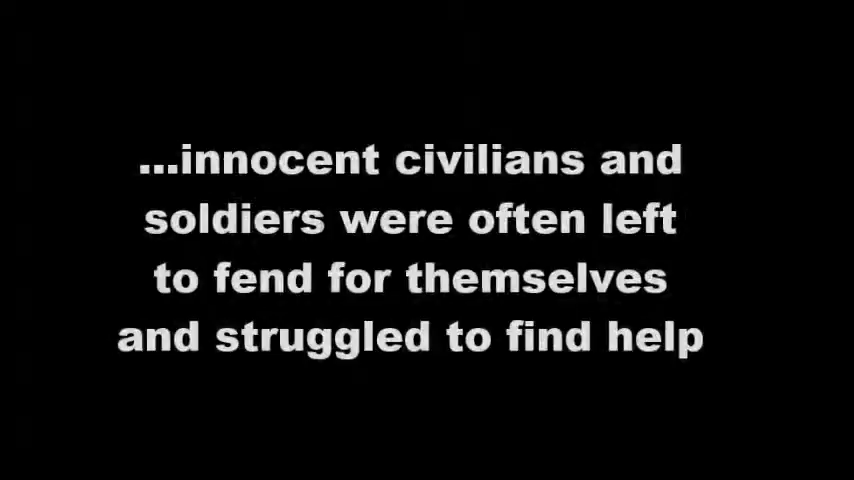 ...innocent civilians and
soldiers were often left
to fend for themselves
and struggled to find help